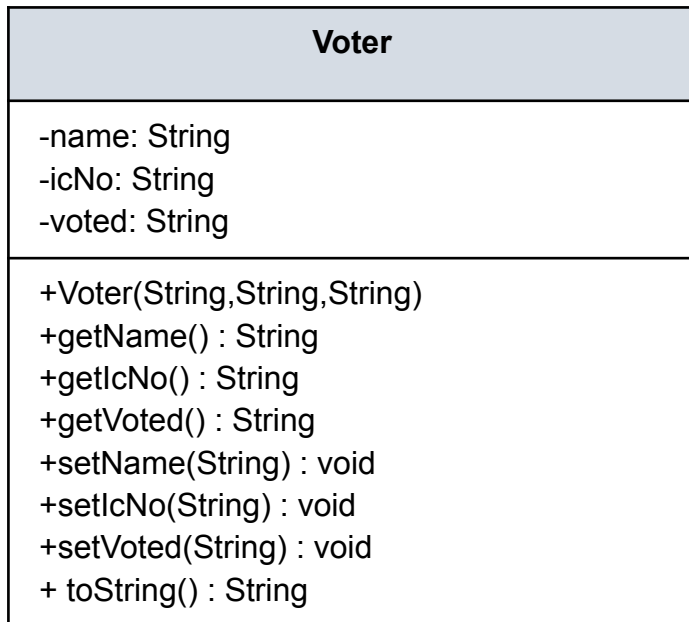 Voter
-name: String
-icNo: String
-voted: String
+Voter(String,String,String)
+getName() : String
+getIcNo() : String
+getVoted() : String
+setName(String) : void
+setIcNo(String) : void
+setVoted(String) : void
+ toString() : String